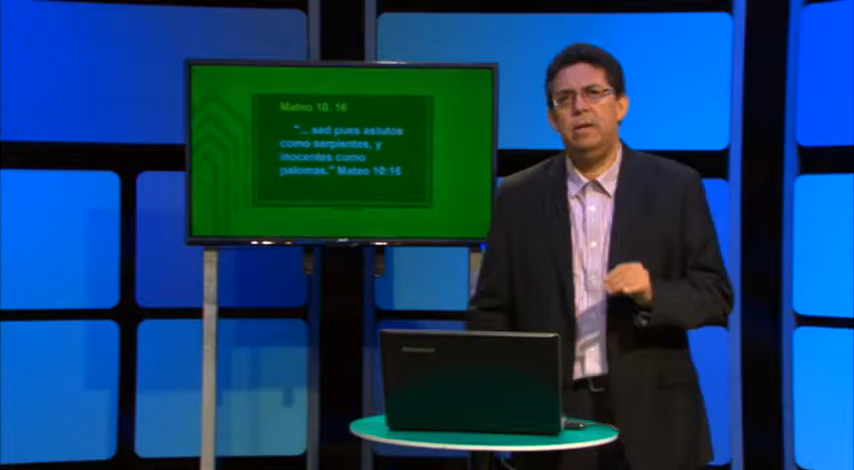 Mateo 10, 16
"... sed pues astutos
como serpientes, y
inocentes como
palomas." Mateo 10:16